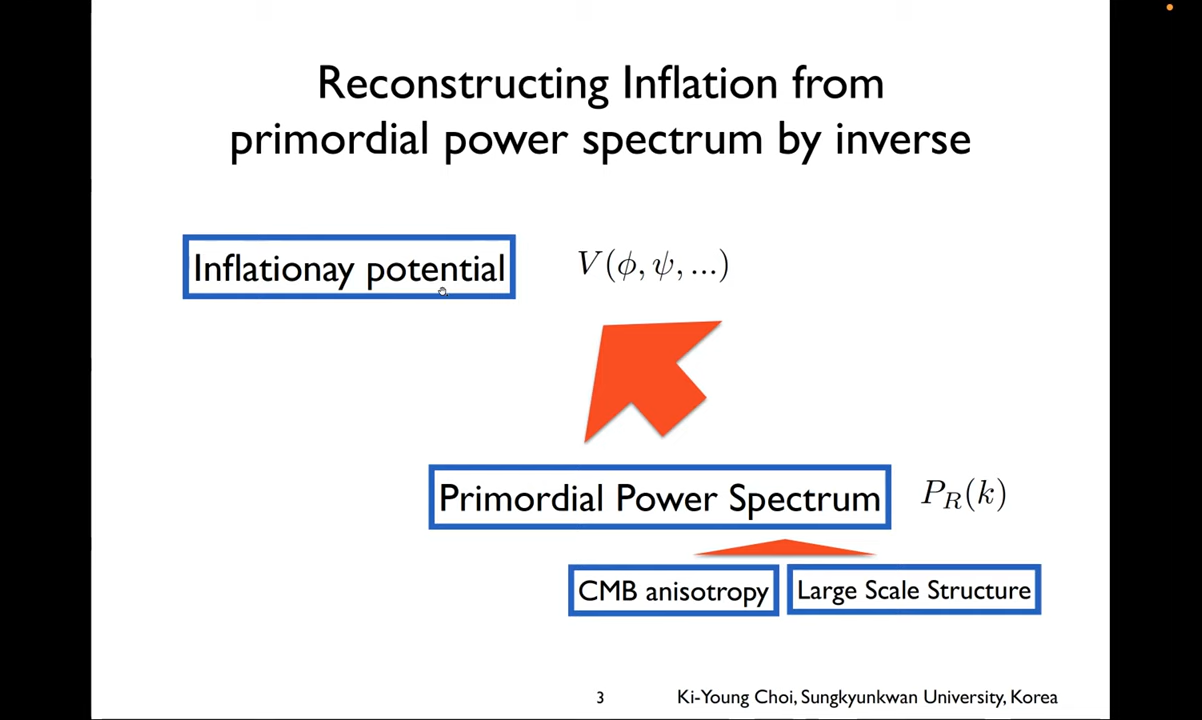 Reconstructing Inflation from
primordial power spectrum by inverse
Inflationay potential
V(ϕ, ψ, ...)
Primordial Power Spectrum
P_R(k)
CMB anisotropy
Large Scale Structure
3
Ki-Young Choi, Sungkyunkwan University, Korea